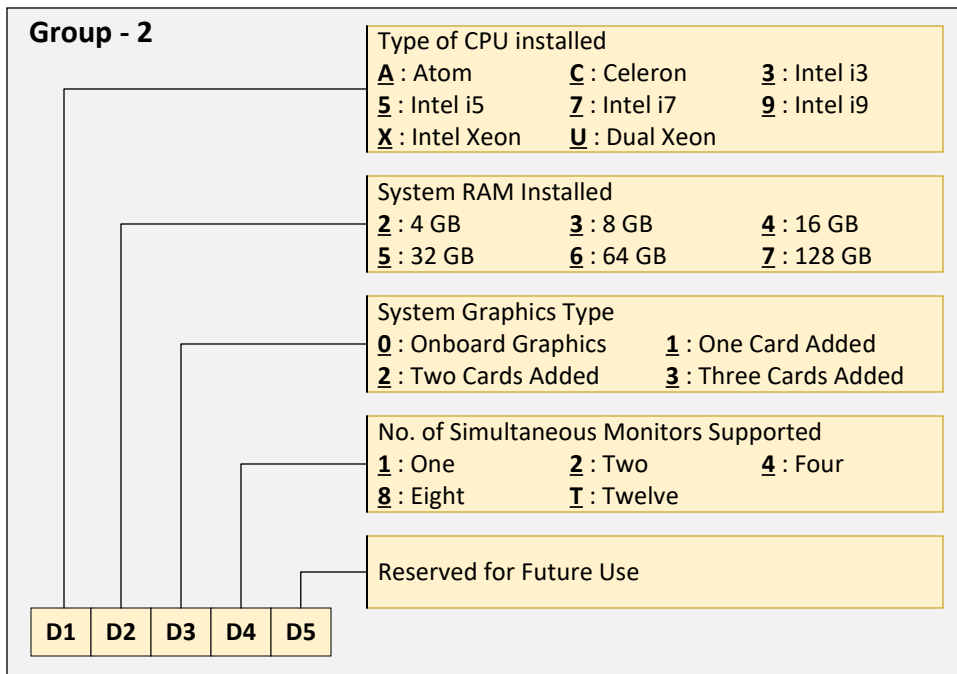 Group - 2
Type of CPU installed
A : Atom C : Celeron 3 : Intel i3
5 : Intel i5 7 : Intel i7 9 : Intel i9
X : Intel Xeon U : Dual Xeon
System RAM Installed
2 : 4 GB 3 : 8 GB 4 : 16 GB
5 : 32 GB 6 : 64 GB 7 : 128 GB
System Graphics Type
0 : Onboard Graphics 1 : One Card Added
2 : Two Cards Added 3 : Three Cards Added
No. of Simultaneous Monitors Supported
1 : One 2 : Two 4 : Four
8 : Eight T : Twelve
Reserved for Future Use
D1 D2 D3 D4 D5